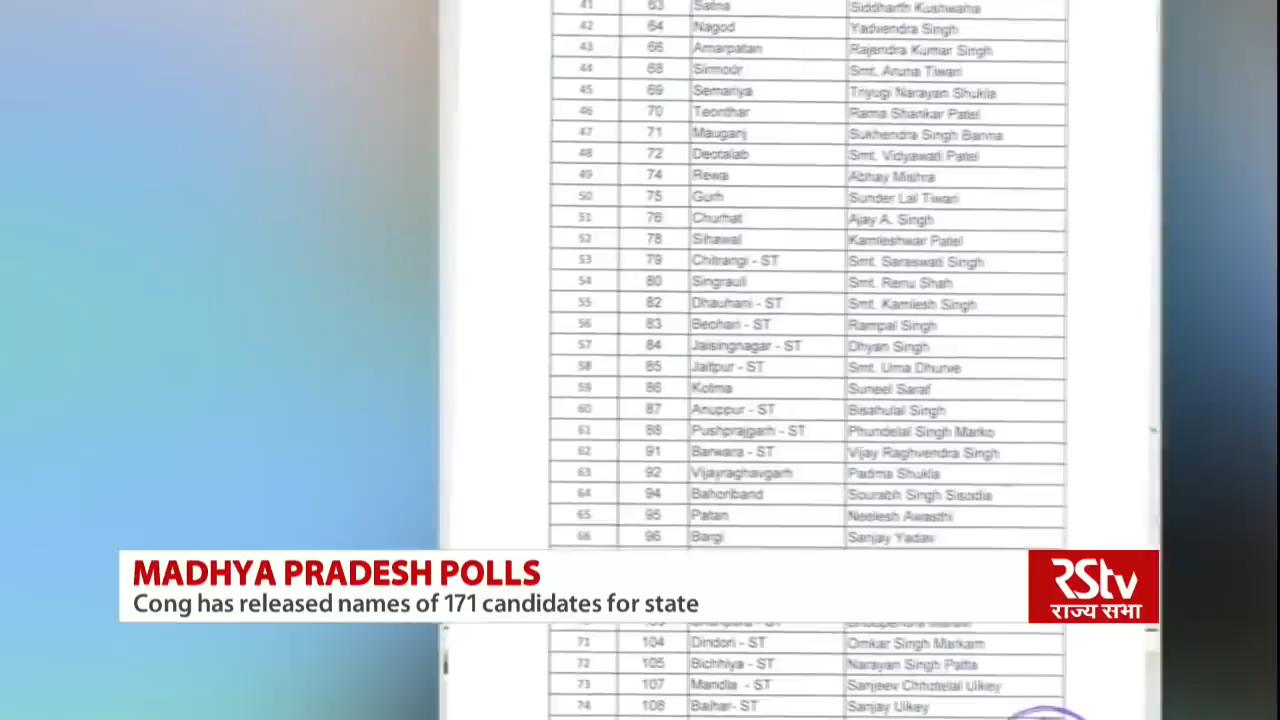 41 63 Satna Siddharth Kushwaha
42 64 Nagod Yadvendra Singh
43 66 Amarpatan Rajendra Kumar Singh
44 68 Sirmour Smt. Aruna Tiwari
45 69 Semariya Triyugi Narayan Shukla
46 70 Teonthar Rama Shankar Patel
47 71 Mauganj Sukhendra Singh Banna
48 72 Deotalab Smt. Vidyawati Patel
49 74 Rewa Abhay Mishra
50 75 Gurh Sunder Lal Tiwari
51 76 Churhat Ajay A. Singh
52 78 Sihawal Kamleshwar Patel
53 79 Chitrangi - ST Smt. Saraswati Singh
54 80 Singrauli Smt. Renu Shah
55 82 Dhauhani - ST Smt. Kamlesh Singh
56 83 Beohari - ST Rampal Singh
57 84 Jaisingnagar - ST Dhyan Singh
58 85 Jaitpur - ST Smt. Uma Dhurve
59 86 Kotma Suneel Saraf
60 87 Anuppur - ST Bisahulal Singh
61 88 Pushprajgarh - ST Phundelal Singh Marko
62 91 Barwara - ST Vijay Raghvendra Singh
63 92 Vijayraghavgarh Padma Shukla
64 94 Bahoriband Sourabh Singh Sisodia
65 95 Patan Neelesh Awasthi
66 96 Bargi Sanjay Yadav
MADHYA PRADESH POLLS
Cong has released names of 171 candidates for state
RStv
राज्य सभा
71 104 Dindori - ST Omkar Singh Markam
72 105 Bichhiya - ST Narayan Singh Patta
73 107 Mandla - ST Sanjeev Chhotelal Uikey
74 108 Baihar- ST Sanjay Uikey